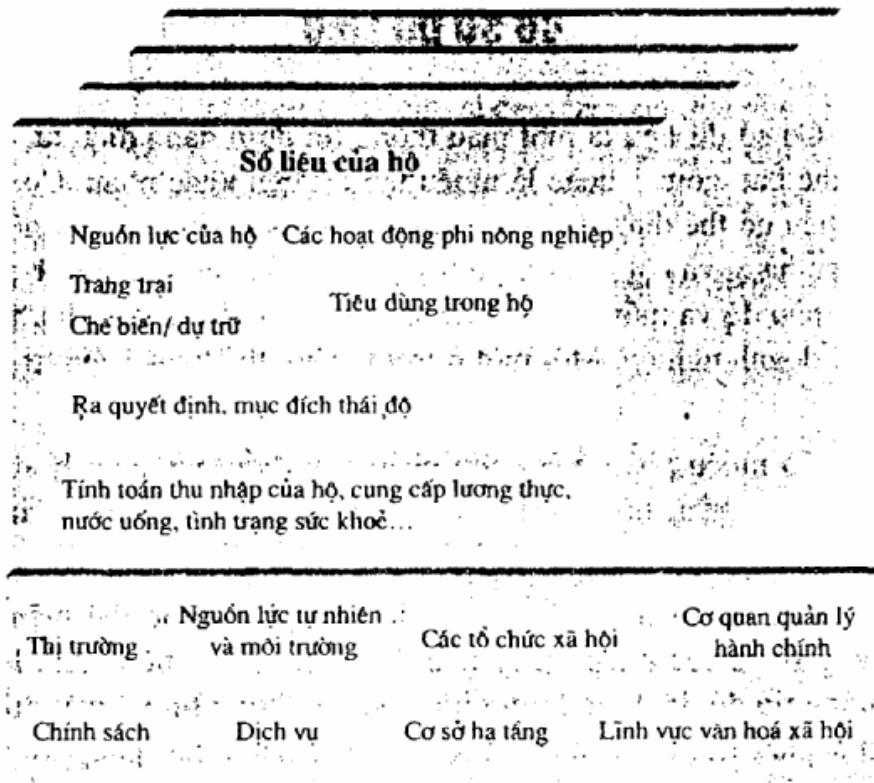 Số liệu của hộ
Nguồn lực của hộ Các hoạt động phi nông nghiệp
Trang trại
Tiêu dùng trong hộ
Chế biến/ dự trữ
Ra quyết định, mục đích thái độ
Tính toán thu nhập của hộ, cung cấp lương thực,
nước uống, tình trạng sức khoẻ...
Nguồn lực tự nhiên
và môi trường
Thị trường
Các tổ chức xã hội
Cơ quan quản lý
hành chính
Chính sách Dịch vụ Cơ sở hạ tầng Lĩnh vực văn hoá xã hội